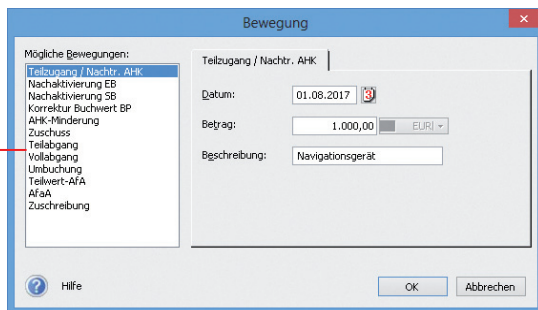 Bewegung
Mögliche Bewegungen:
Teilzugang / Nachtr. AHK
Nachaktivierung EB
Nachaktivierung SB
Korrektur Buchwert BP
AHK-Minderung
Zuschuss
Teilabgang
Vollabgang
Umbuchung
Teilwert-AfA
AfaA
Zuschreibung
Teilzugang / Nachtr. AHK
Datum: 01.08.2017 3
Betrag: 1.000,00 EUR
Beschreibung: Navigationsgerät
Hilfe OK Abbrechen